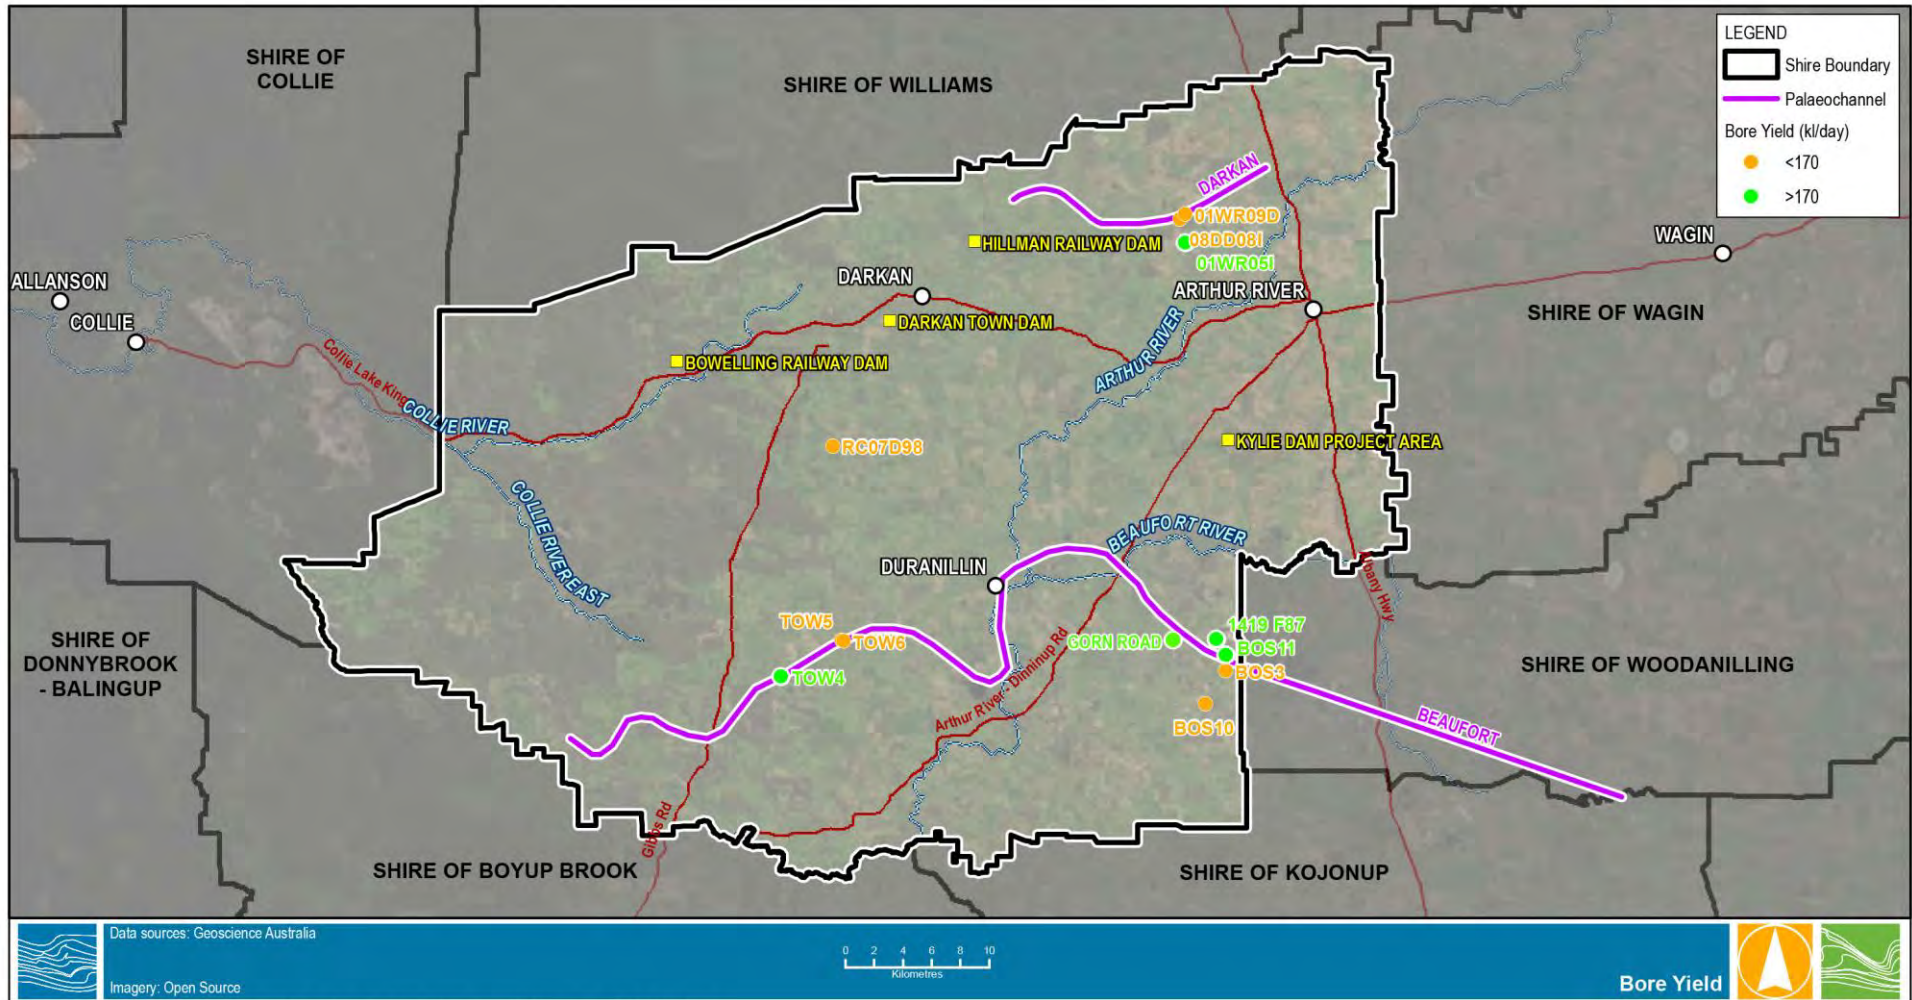 SHIRE OF
COLLIE
SHIRE OF WILLIAMS
LEGEND
Shire Boundary
Palaeochannel
Bore Yield (kl/day)
<170
>170
DARKAN
01WR09D
HILLMAN RAILWAY DAM
08DD08I
01WR05I
WAGIN
ALLANSON
DARKAN
ARTHUR RIVER
COLLIE
DARKAN TOWN DAM
SHIRE OF WAGIN
ARTHUR RIVER
BOWELLING RAILWAY DAM
Collie Lake King
COLLIE RIVER
RC07D98
KYLIE DAM PROJECT AREA
COLLIE RIVER EAST
BEAUFORT RIVER
DURANILLIN
Albany Hwy
TOW5
TOW6
1419 F87
GORN ROAD
BOS11
SHIRE OF
DONNYBROOK
- BALINGUP
SHIRE OF WOODANILLING
BOS3
TOW4
Arthur River - Dinninup Rd
BOS10
BEAUFORT
Gibbs Rd
SHIRE OF BOYUP BROOK
SHIRE OF KOJONUP
Data sources: Geoscience Australia
0 2 4 6 8 10
Kilometres
Imagery: Open Source
Bore Yield